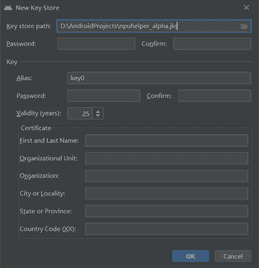 New Key Store
Key store path: D:\AndroidProjects\npuhelper_alpha.
Password: Confirm:
Key
Alias: key0
Password: Confirm:
Validity (years): 25
Certificate
First and Last Name:
Organizational Unit:
Organization:
City or Locality:
State or Province:
Country Code (XX):
OK Cancel